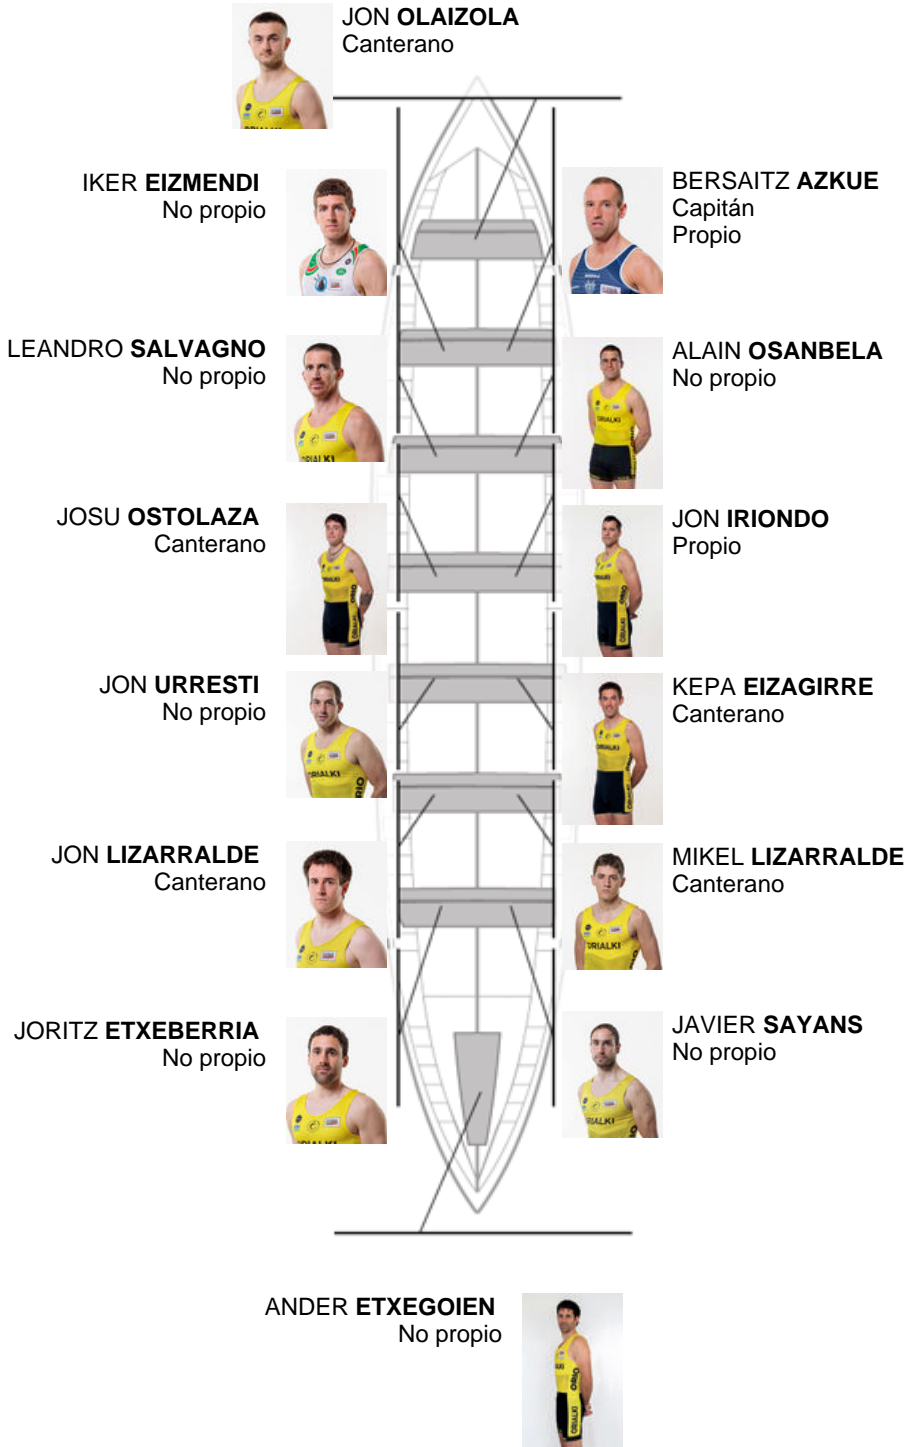 JON OLAIZOLA
Canterano
IKER EIZMENDI
No propio
BERSAITZ AZKUE
Capitán
Propio
LEANDRO SALVAGNO
No propio
ALAIN OSANBELA
No propio
JOSU OSTOLAZA
Canterano
JON IRIONDO
Propio
JON URRESTI
No propio
KEPA EIZAGIRRE
Canterano
JON LIZARRALDE
Canterano
MIKEL LIZARRALDE
Canterano
JORITZ ETXEBERRIA
No propio
JAVIER SAYANS
No propio
ANDER ETXEGOIEN
No propio